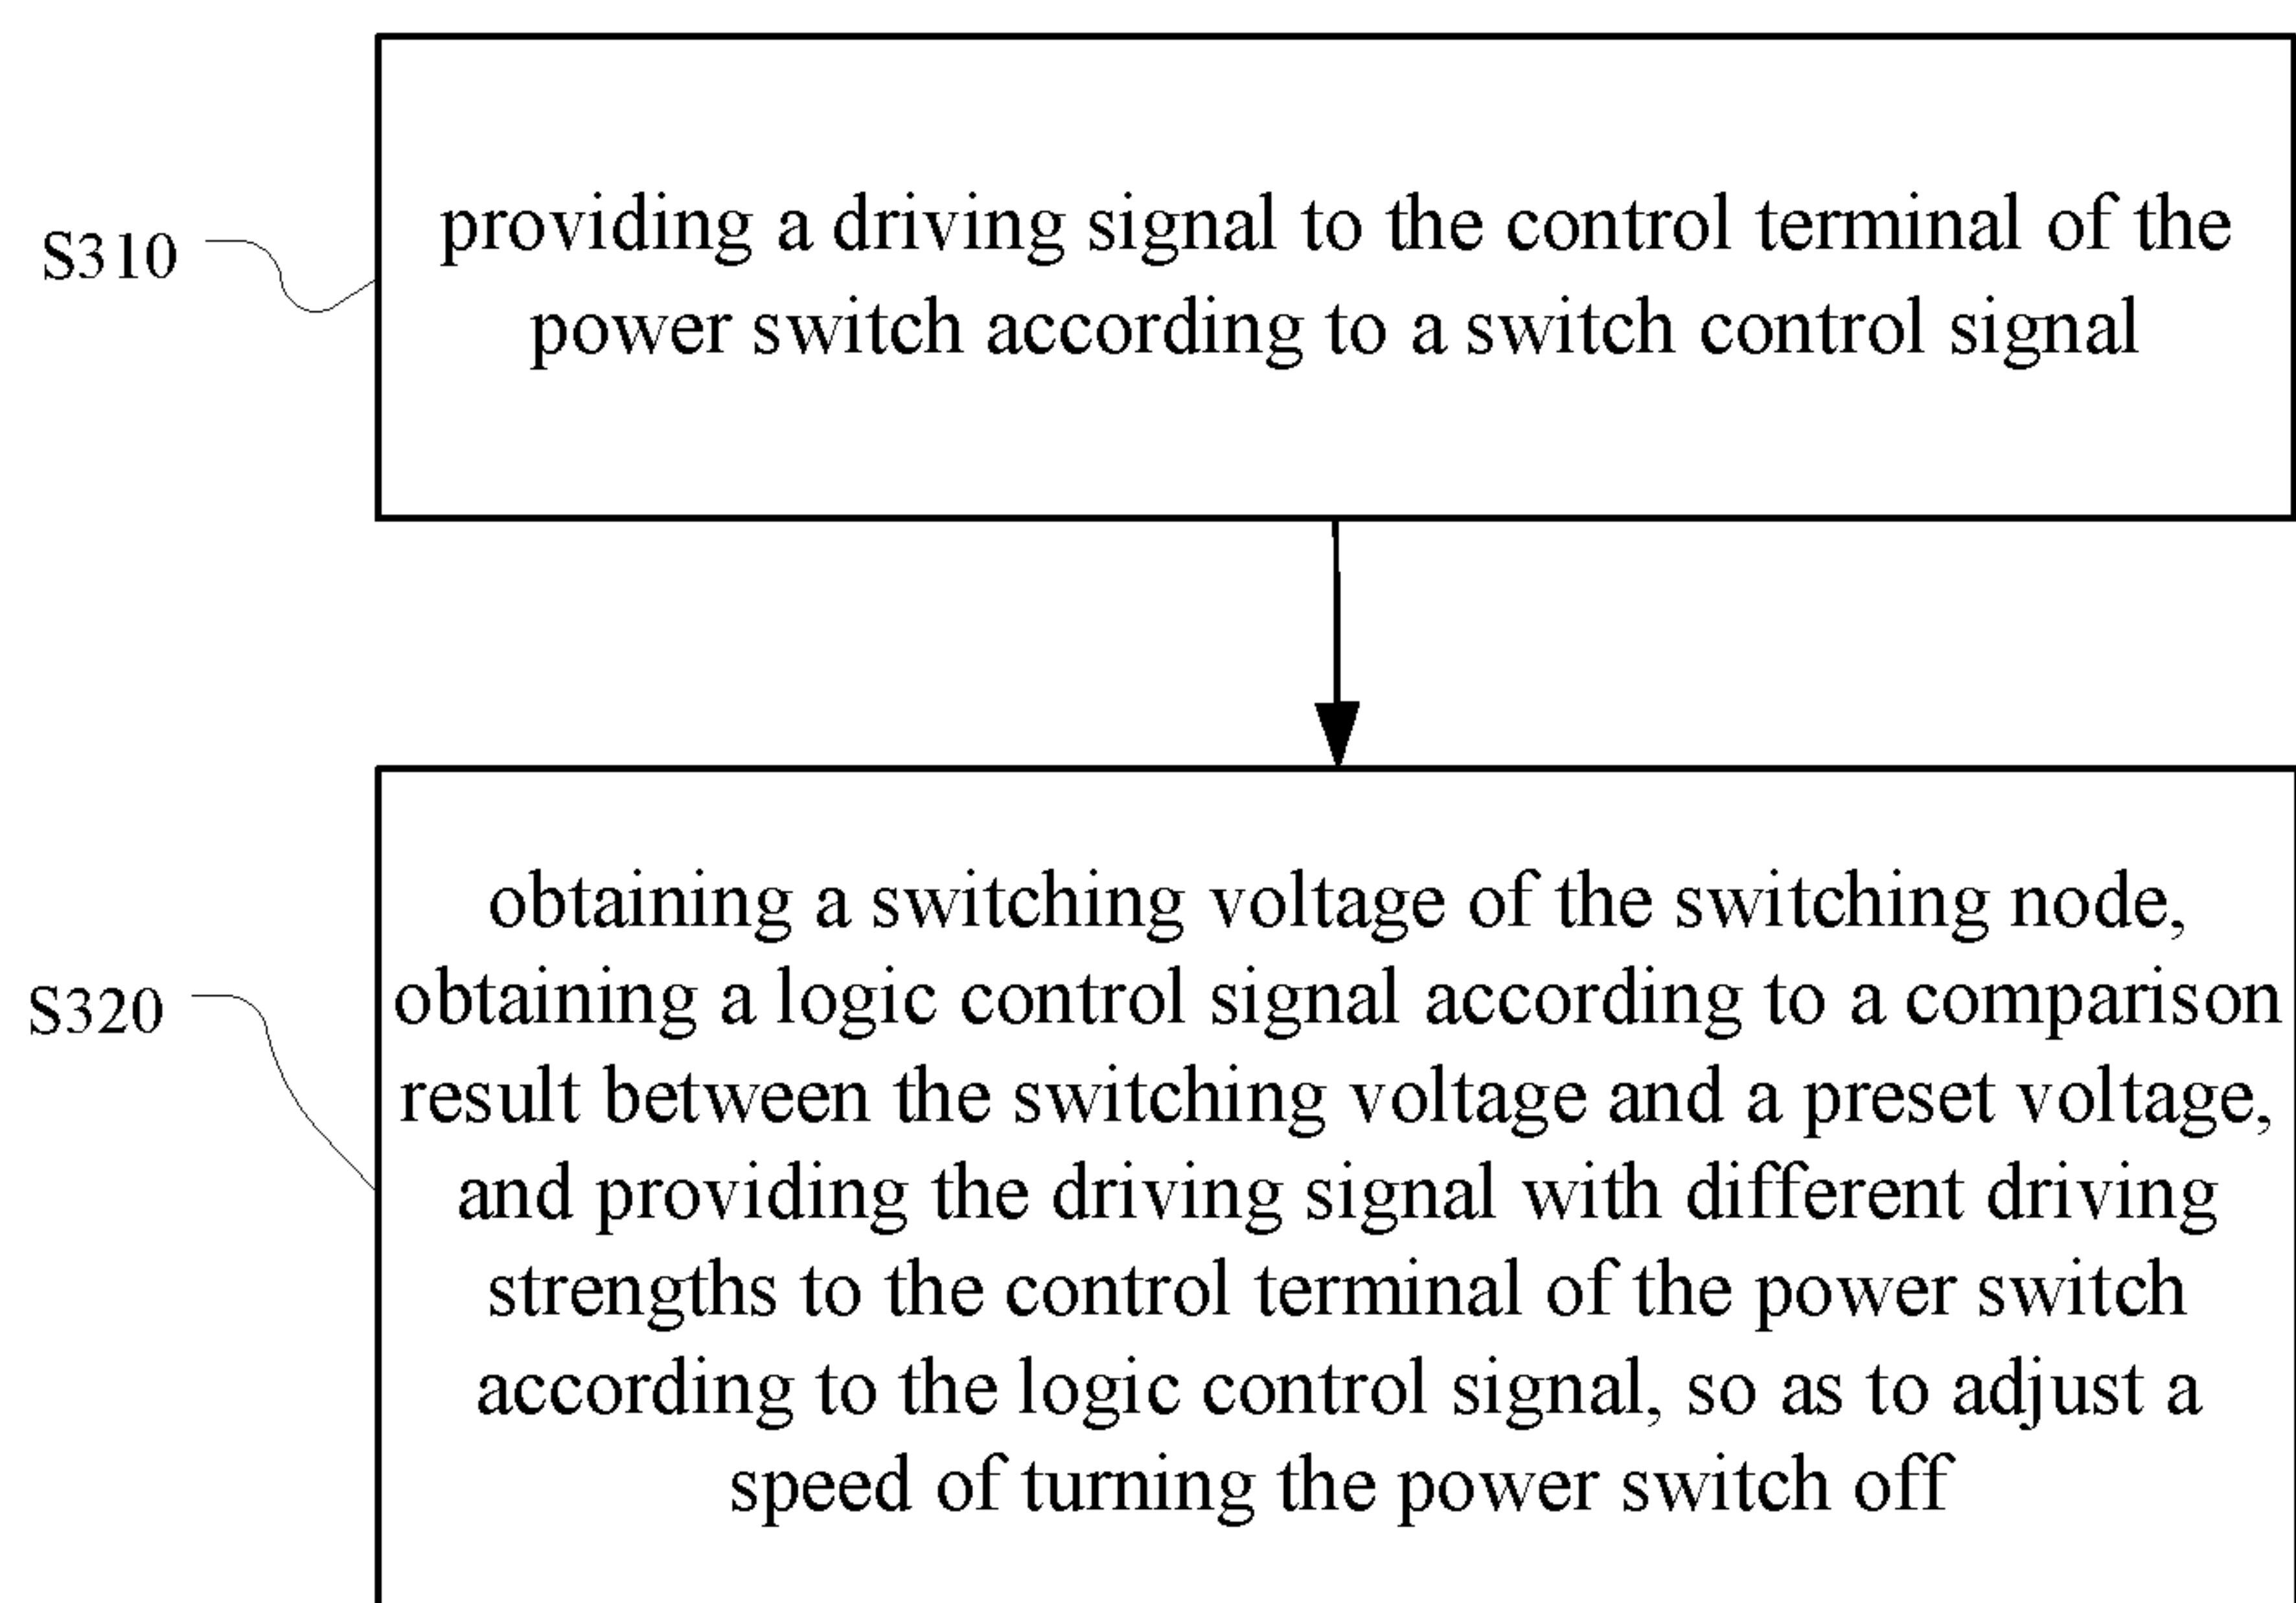 S310
providing a driving signal to the control terminal of the
power switch according to a switch control signal
S320
obtaining a switching voltage of the switching node,
obtaining a logic control signal according to a comparison
result between the switching voltage and a preset voltage,
and providing the driving signal with different driving
strengths to the control terminal of the power switch
according to the logic control signal, so as to adjust a
speed of turning the power switch off